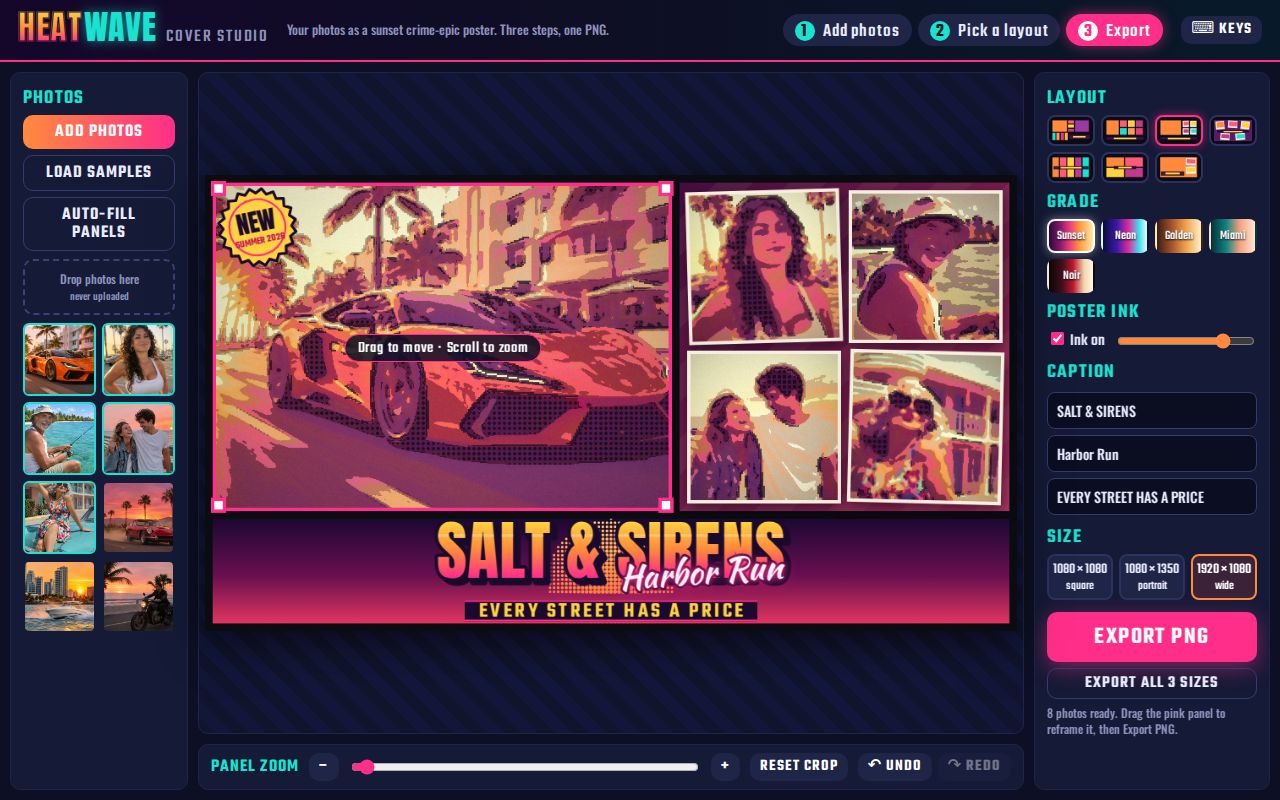 HEATWAVE COVER STUDIO
Your photos as a sunset crime-epic poster. Three steps, one PNG.
1 Add photos
2 Pick a layout
3 Export
⌨ KEYS
PHOTOS
ADD PHOTOS
LOAD SAMPLES
AUTO-FILL
PANELS
Drop photos here
never uploaded
NEW
SUMMER 2026
Drag to move · Scroll to zoom
SALT & SIRENS
Harbor Run
EVERY STREET HAS A PRICE
PANEL ZOOM
−
+
RESET CROP
↶ UNDO
↷ REDO
LAYOUT
GRADE
Sunset
Neon
Golden
Miami
Noir
POSTER INK
Ink on
CAPTION
SALT & SIRENS
Harbor Run
EVERY STREET HAS A PRICE
SIZE
1080 × 1080
square
1080 × 1350
portrait
1920 × 1080
wide
EXPORT PNG
EXPORT ALL 3 SIZES
8 photos ready. Drag the pink panel to
reframe it, then Export PNG.